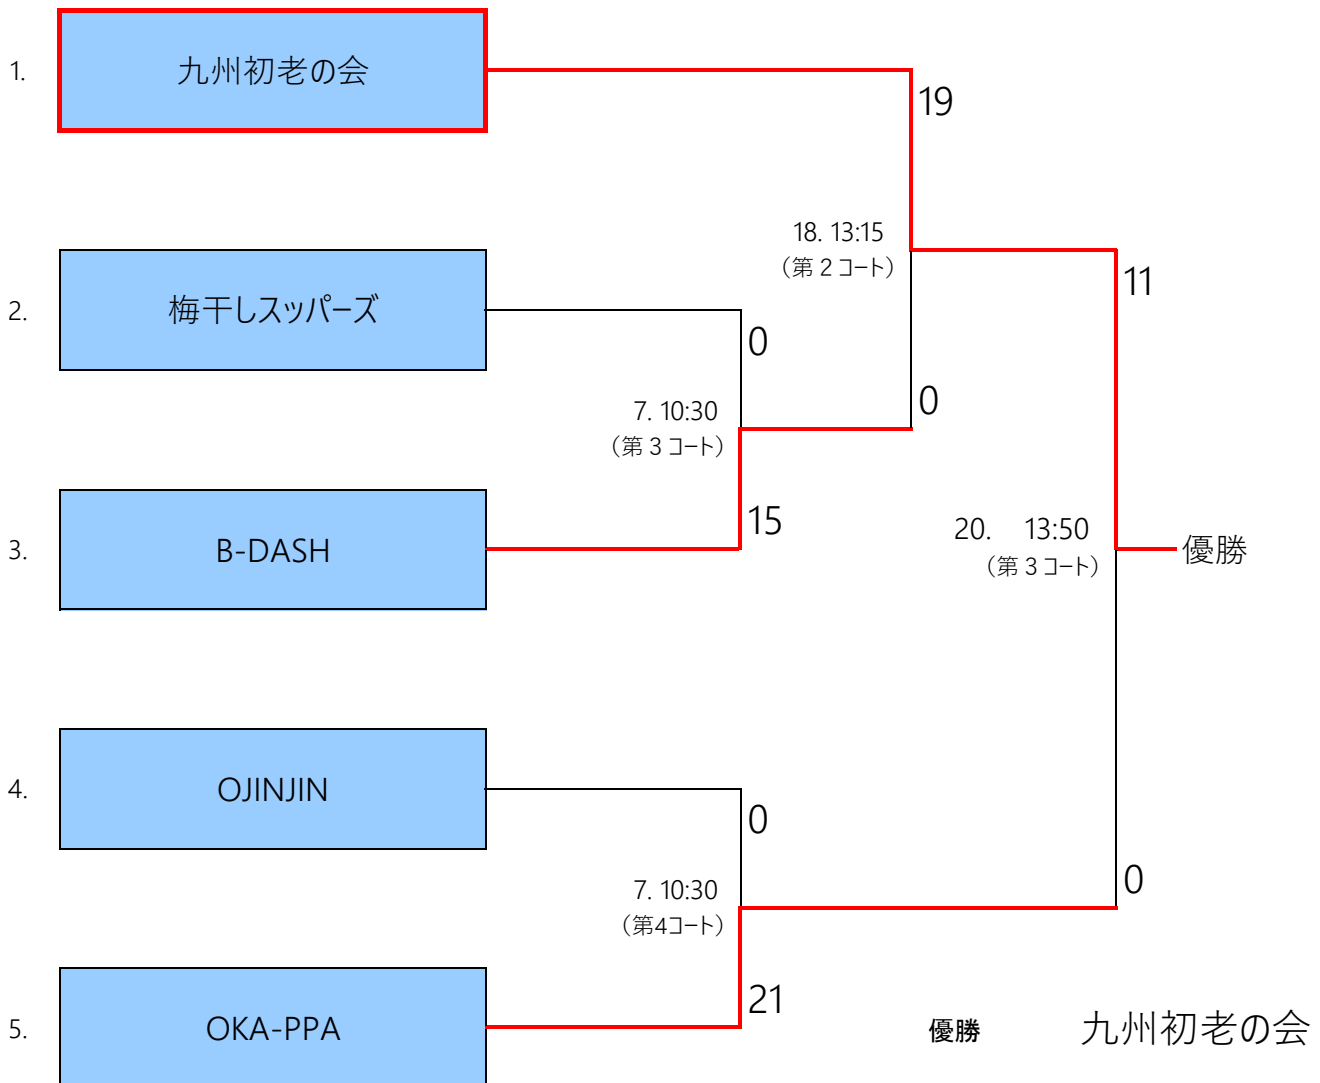 1.
九州初老の会
19
18. 13:15
（第２コート）
11
2.
梅干しスッパーズ
0
7. 10:30
（第３コート）
0
3.
B-DASH
15
20. 13:50
（第３コート）
優勝
4.
OJINJIN
0
7. 10:30
（第4コート）
0
5.
OKA-PPA
21
優勝 九州初老の会